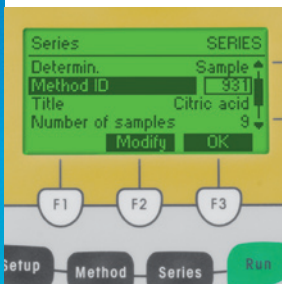 Series SERIES
Determin. Sample
Method ID 931
Title Citric acid
Number of samples 9
Modify OK
F1 F2 F3
Setup Method Series Run